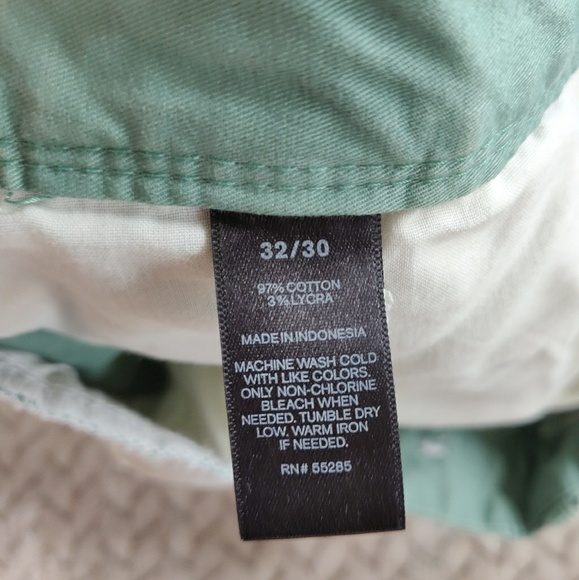 32/30
97% COTTON
3% LYCRA
MADE IN INDONESIA
MACHINE WASH COLD
WITH LIKE COLORS.
ONLY NON-CHLORINE
BLEACH WHEN
NEEDED. TUMBLE DRY
LOW, WARM IRON
IF NEEDED.
RN# 55285